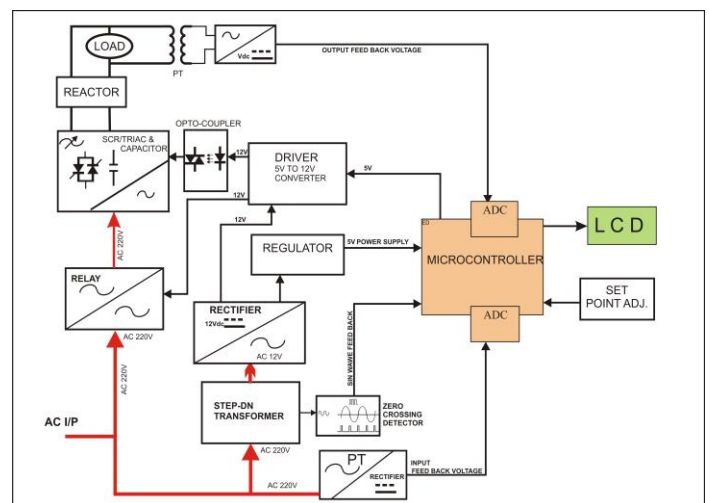 LOAD
PT
Vdc
OUTPUT FEED BACK VOLTAGE
REACTOR
OPTO-COUPLER
SCR/TRIAC &
CAPACITOR
12V
DRIVER
5V TO 12V
CONVERTER
5V
12V
12V
ADC
ED
LCD
MICROCONTROLLER
REGULATOR
5V POWER SUPPLY
AC 220V
RELAY
RECTIFIER
12Vdc
AC 12V
SET
POINT ADJ.
ADC
AC 220V
AC 220V
SIN WAWE FEED BACK
STEP-DN
TRANSFORMER
ZERO
CROSSING
DETECTOR
AC I/P
AC 220V
AC 220V
PT
RECTIFIER
INPUT
FEED BACK VOLTAGE